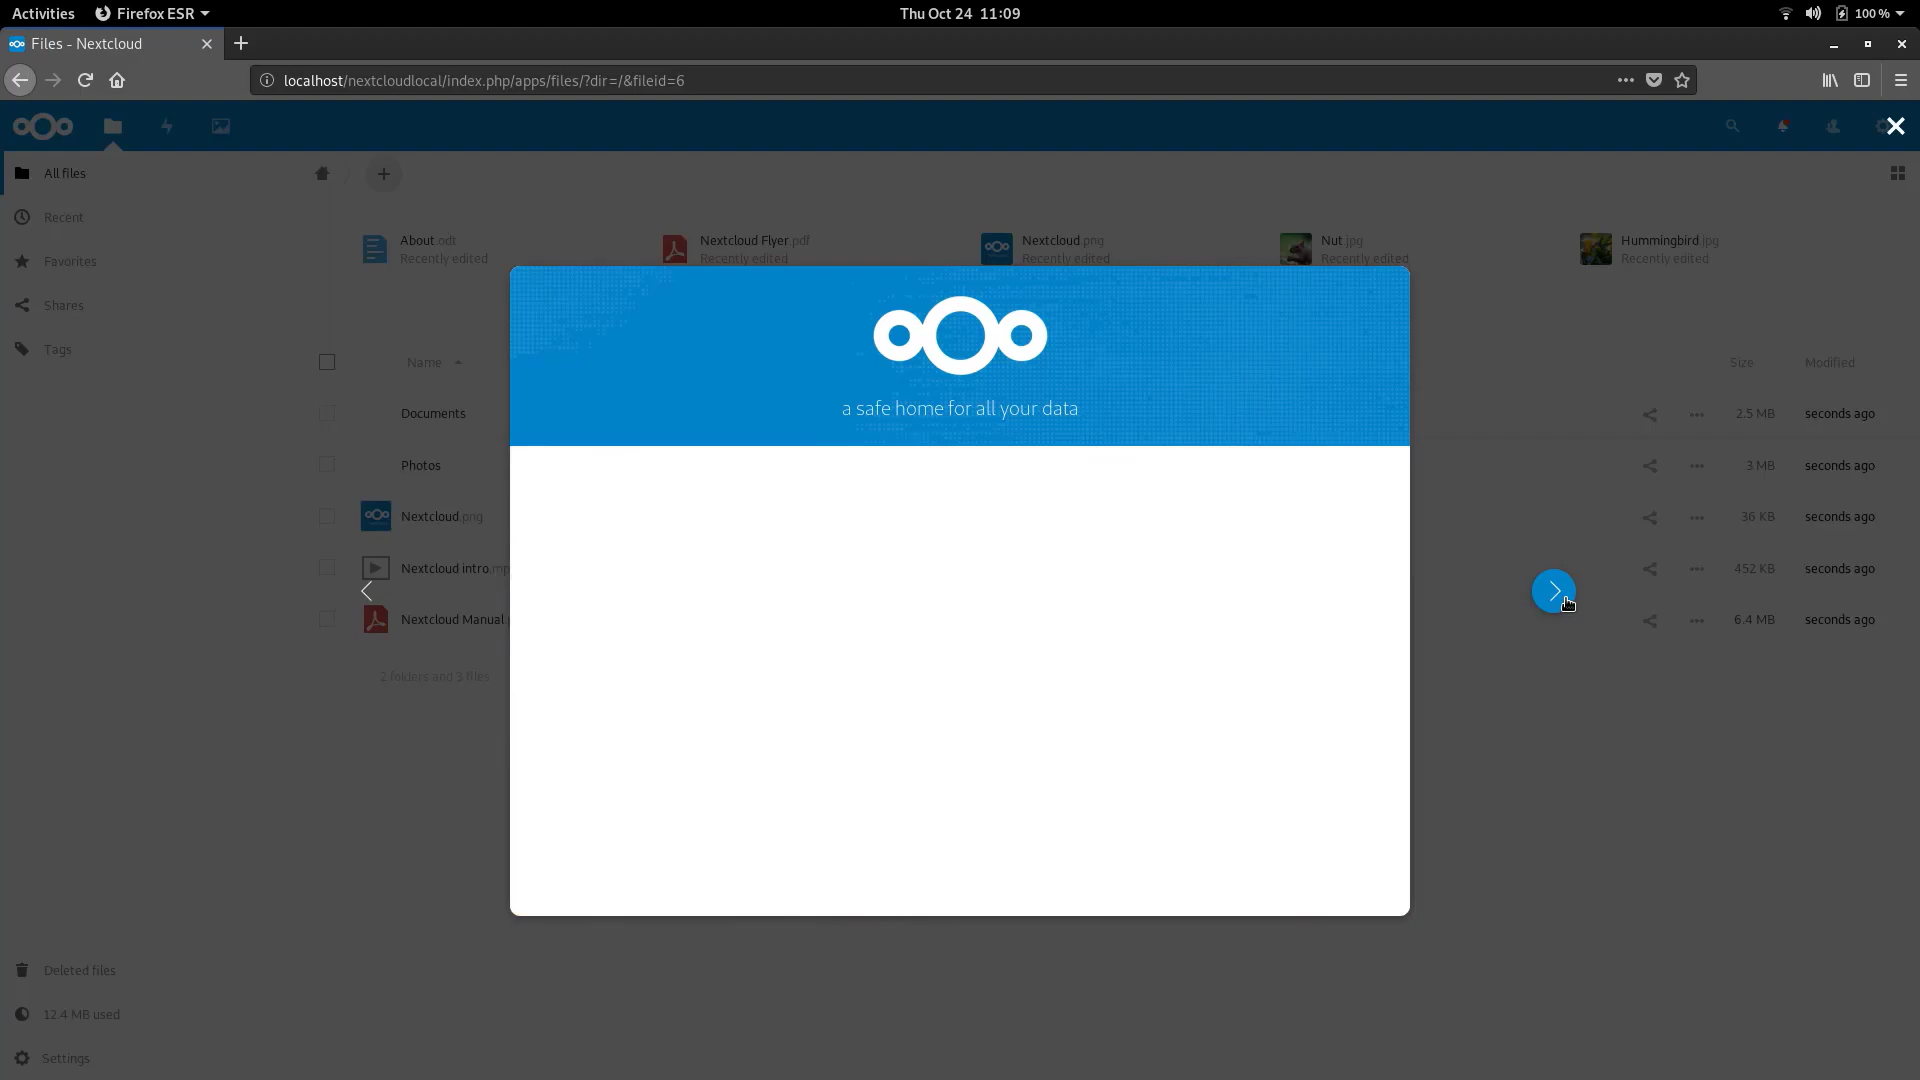 Activities Firefox ESR Thu Oct 24 11:09 100 %
Files - Nextcloud
localhost/nextcloudlocal/index.php/apps/files/?dir=/&fileid=6
All files
Recent
Favorites
Shares
Tags
About.odt
Recently edited
Nextcloud Flyer.pdf
Recently edited
Nextcloud.png
Recently edited
Nut.jpg
Recently edited
Hummingbird.jpg
Recently edited
a safe home for all your data
Name Size Modified
Documents 2.5 MB seconds ago
Photos 3 MB seconds ago
Nextcloud.png 36 KB seconds ago
Nextcloud intro.mp 452 KB seconds ago
Nextcloud Manual 6.4 MB seconds ago
2 folders and 3 files
Deleted files
12.4 MB used
Settings